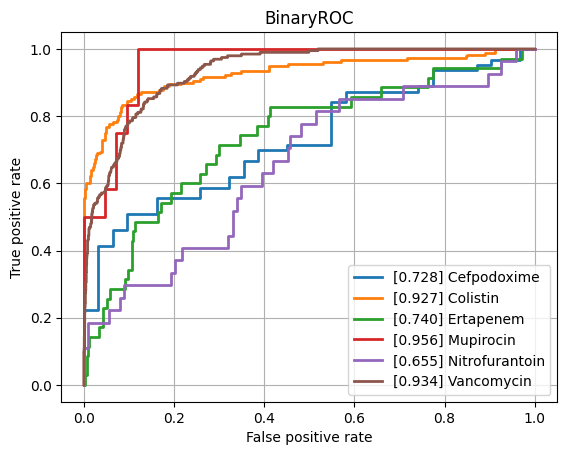 BinaryROC
True positive rate
1.0
0.8
0.6
0.4
0.2
0.0
[0.728] Cefpodoxime
[0.927] Colistin
[0.740] Ertapenem
[0.956] Mupirocin
[0.655] Nitrofurantoin
[0.934] Vancomycin
0.0 0.2 0.4 0.6 0.8 1.0
False positive rate